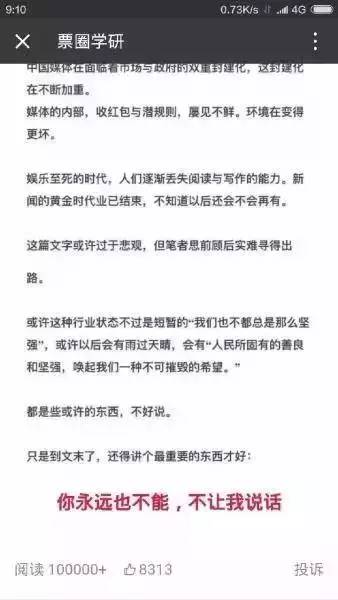 9:10 0.73K/s 4G
票圈学研
中国媒体在面临着市场与政府的双重封建化，这封建化
在不断加重。
媒体的内部，收红包与潜规则，屡见不鲜。环境在变得
更坏。
娱乐至死的时代，人们逐渐丢失阅读与写作的能力。新
闻的黄金时代业已结束，不知道以后还会不会再有。
这篇文字或许过于悲观，但笔者思前顾后实难寻得出
路。
或许这种行业状态不过是短暂的“我们也不都总是那么坚
强”，或许以后会有雨过天晴，会有“人民所固有的善良
和坚强，唤起我们一种不可摧毁的希望。”
都是些或许的东西，不好说。
只是到文末了，还得讲个最重要的东西才好：
你永远也不能，不让我说话
阅读 100000+ 8313 投诉